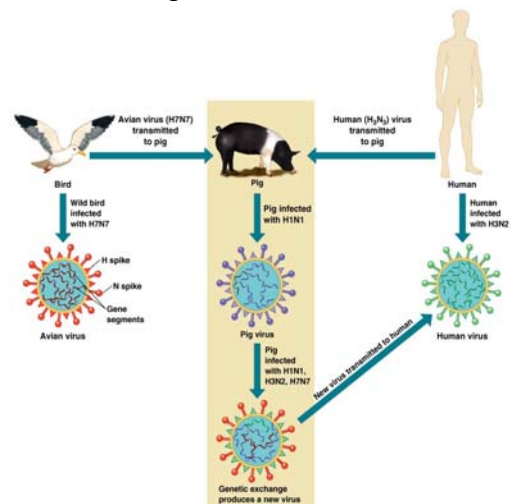 Avian virus (H7N7)
transmitted
to pig
Human (H3N2) virus
transmitted
to pig
Bird
Pig
Human
Wild bird
infected
with H7N7
Pig infected
with H1N1
Human
infected
with H3N2
H spike
N spike
Gene
segments
Avian virus
Pig virus
Human virus
Pig
infected
with H1N1,
H3N2, H7N7
New virus transmitted to human
Genetic exchange
produces a new virus